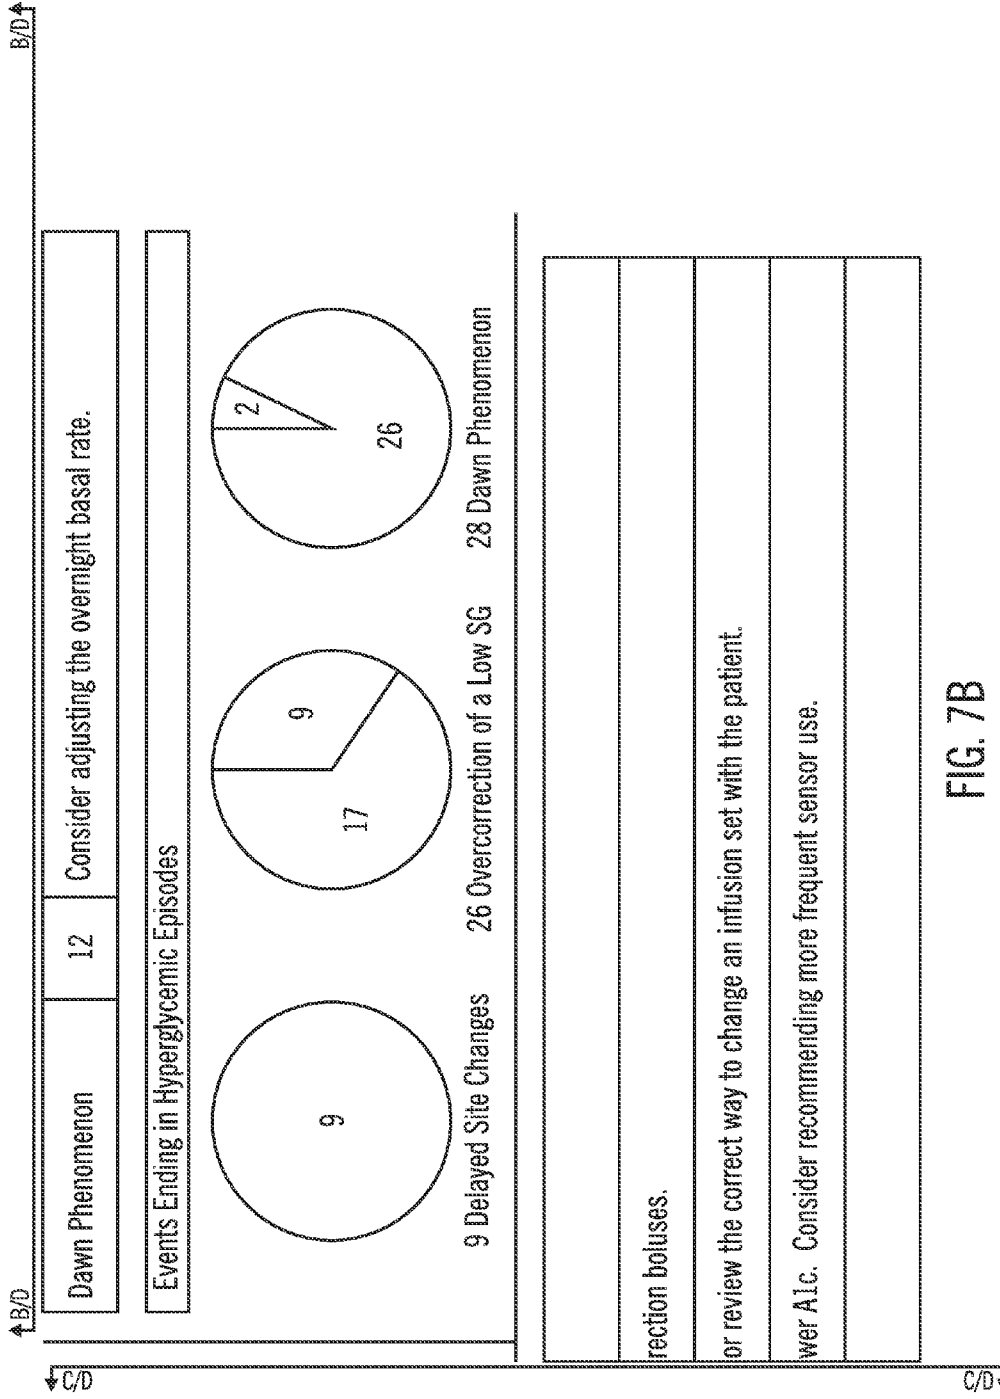 B/D
B/D
Dawn Phenomenon 12 Consider adjusting the overnight basal rate.
Events Ending in Hyperglycemic Episodes
9
17 9
26 2
9 Delayed Site Changes 26 Overcorrection of a Low SG 28 Dawn Phenomenon
rection boluses.
or review the correct way to change an infusion set with the patient.
wer A1c. Consider recommending more frequent sensor use.
C/D
C/D
FIG. 7B